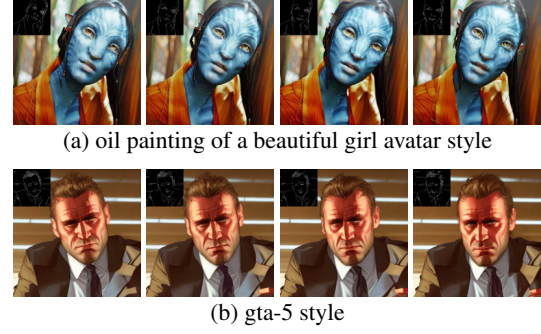 (a) oil painting of a beautiful girl avatar style
(b) gta-5 style